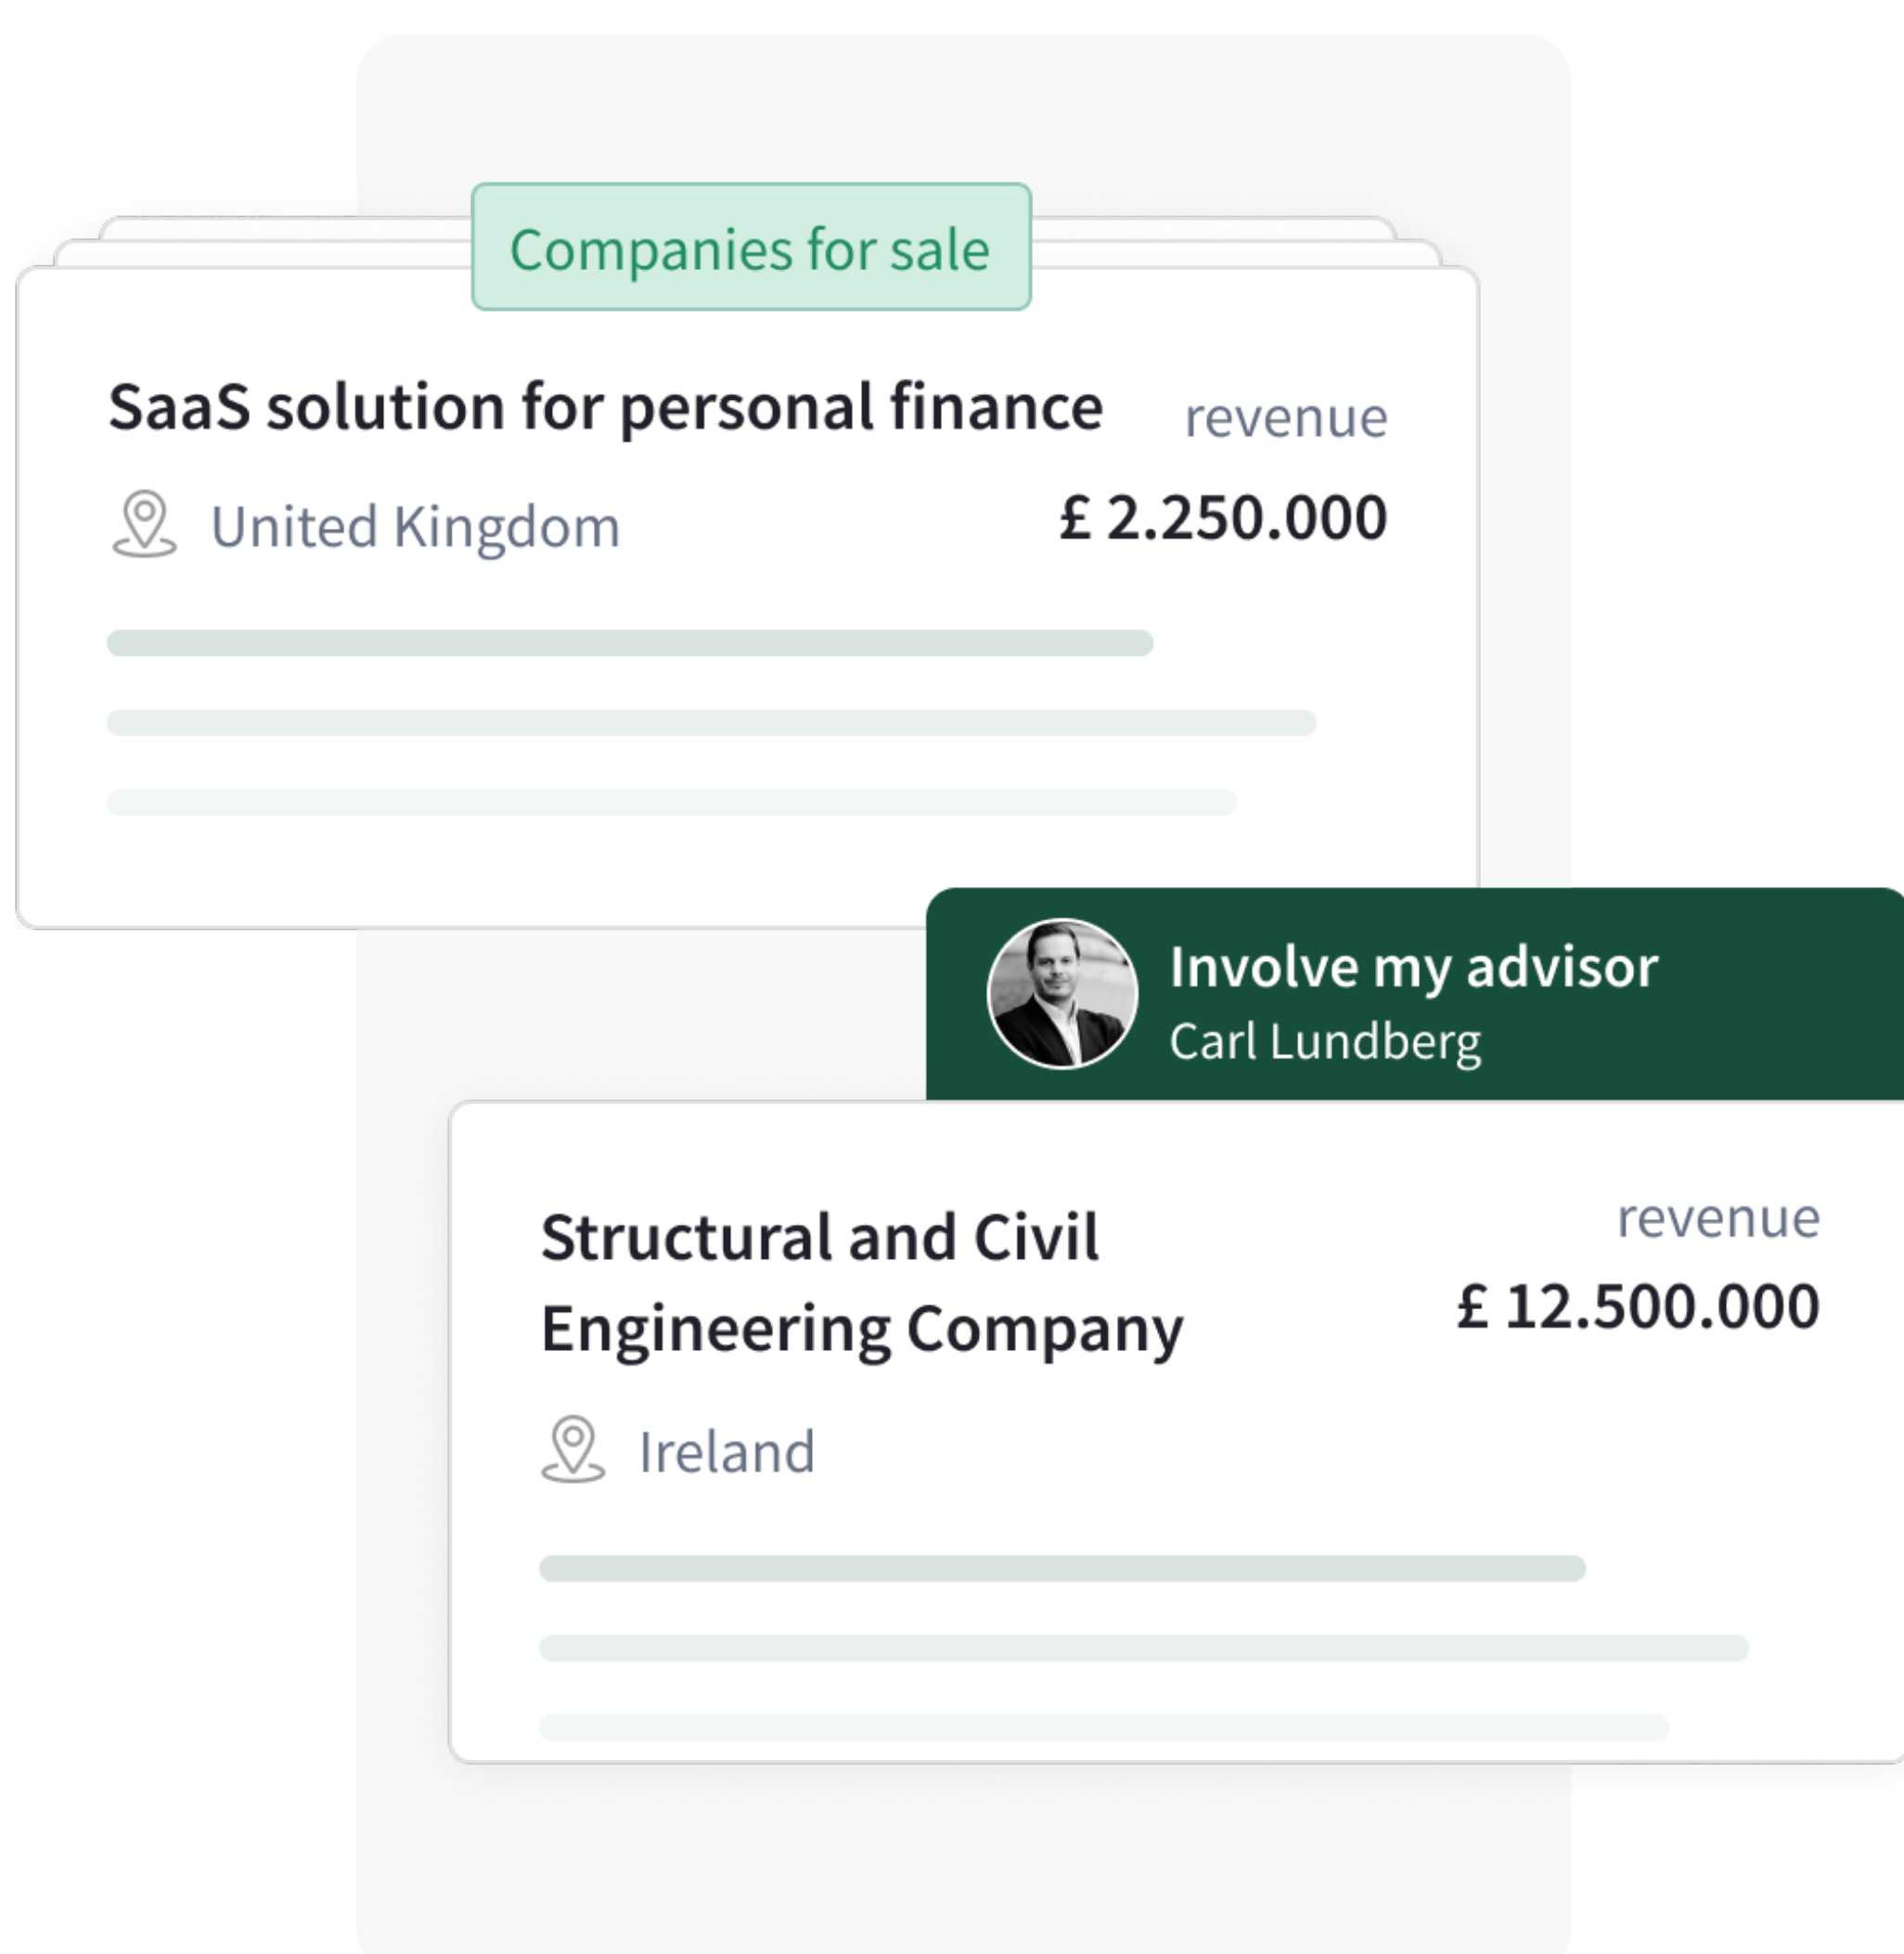 Companies for sale
SaaS solution for personal finance
revenue
United Kingdom
£ 2.250.000
Involve my advisor
Carl Lundberg
Structural and Civil
Engineering Company
revenue
£ 12.500.000
Ireland